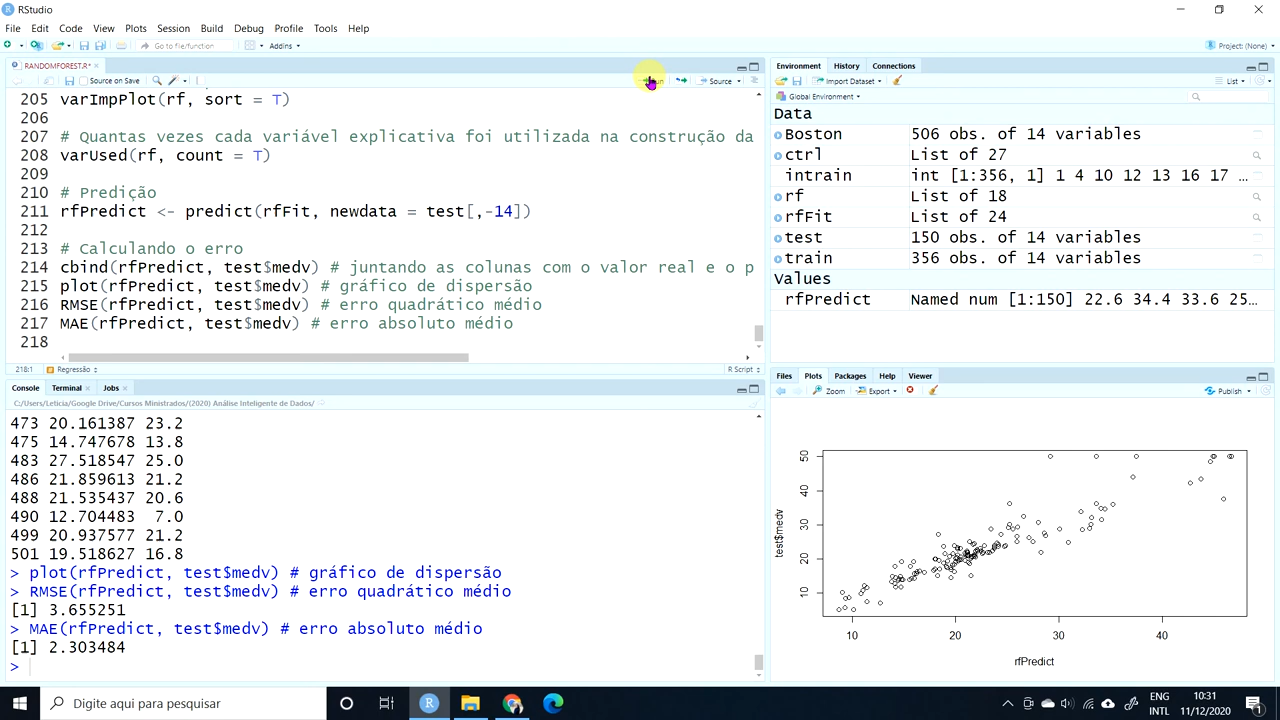 RStudio
File Edit Code View Plots Session Build Debug Profile Tools Help
Go to file/function Addins Project: (None)
RANDOMFOREST.R*
Source on Save Source
205 varImpPlot(rf, sort = T)
206
207 # Quantas vezes cada variável explicativa foi utilizada na construção da
208 varUsed(rf, count = T)
209
210 # Predição
211 rfPredict <- predict(rfFit, newdata = test[,-14])
212
213 # Calculando o erro
214 cbind(rfPredict, test$medv) # juntando as colunas com o valor real e o p
215 plot(rfPredict, test$medv) # gráfico de dispersão
216 RMSE(rfPredict, test$medv) # erro quadrático médio
217 MAE(rfPredict, test$medv) # erro absoluto médio
218
218:1 Regressão R Script
Console Terminal Jobs
C:/Users/Leticia/Google Drive/Cursos Ministrados/(2020) Análise Inteligente de Dados/
473 20.161387 23.2
475 14.747678 13.8
483 27.518547 25.0
486 21.859613 21.2
488 21.535437 20.6
490 12.704483 7.0
499 20.937577 21.2
501 19.518627 16.8
> plot(rfPredict, test$medv) # gráfico de dispersão
> RMSE(rfPredict, test$medv) # erro quadrático médio
[1] 3.655251
> MAE(rfPredict, test$medv) # erro absoluto médio
[1] 2.303484
>
Environment History Connections
Import Dataset List
Global Environment
Data
Boston 506 obs. of 14 variables
ctrl List of 27
intrain int [1:356, 1] 1 4 10 12 13 16 17 ...
rf List of 18
rfFit List of 24
test 150 obs. of 14 variables
train 356 obs. of 14 variables
Values
rfPredict Named num [1:150] 22.6 34.4 33.6 25...
Files Plots Packages Help Viewer
Zoom Export Publish
50
40
30
20
10
test$medv
10 20 30 40
rfPredict
Digite aqui para pesquisar
ENG 10:31
INTL 11/12/2020
1